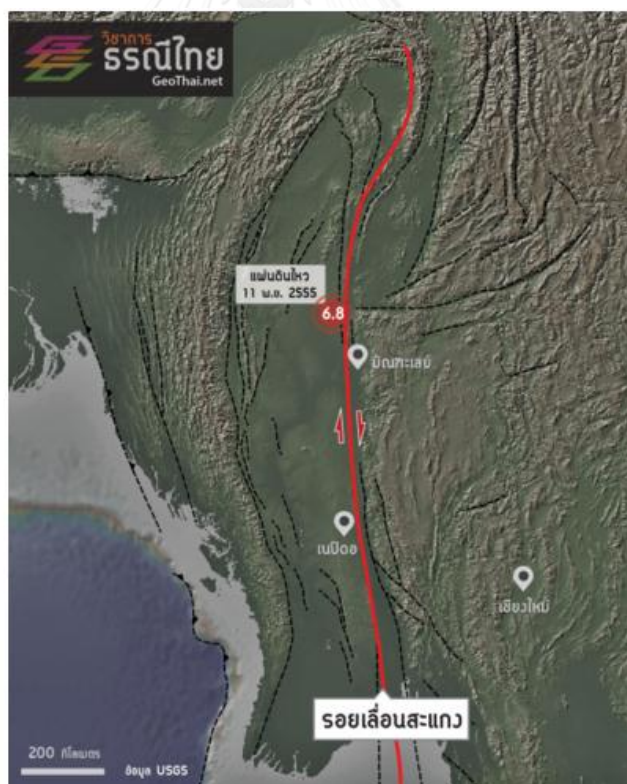 วิชาการ
ธรณีไทย
GeoThai.net
แผ่นดินไหว
11 พ.ย. 2555
6.8
มัณฑะเลย์
เนปิดอ
เชียงใหม่
รอยเลื่อนสะแกง
200 กิโลเมตร
ข้อมูล USGS